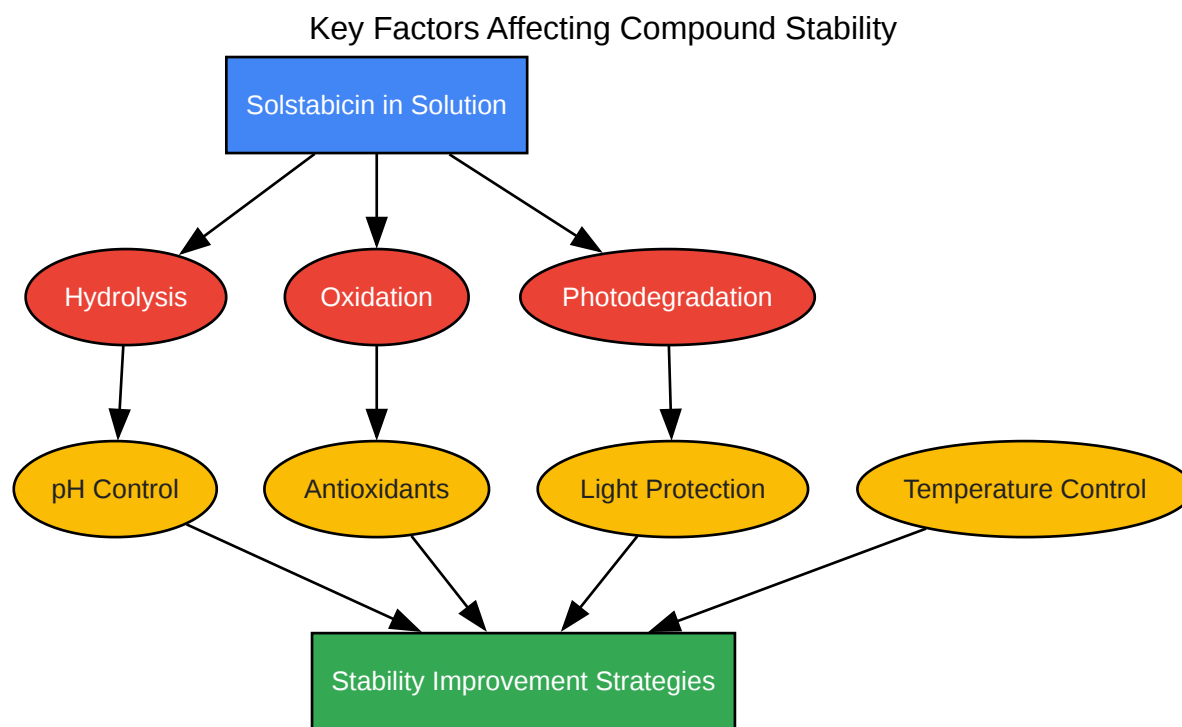 Key Factors Affecting Compound Stability
Solstabicin in Solution
Hydrolysis
Oxidation
Photodegradation
pH Control
Antioxidants
Light Protection
Temperature Control
Stability Improvement Strategies